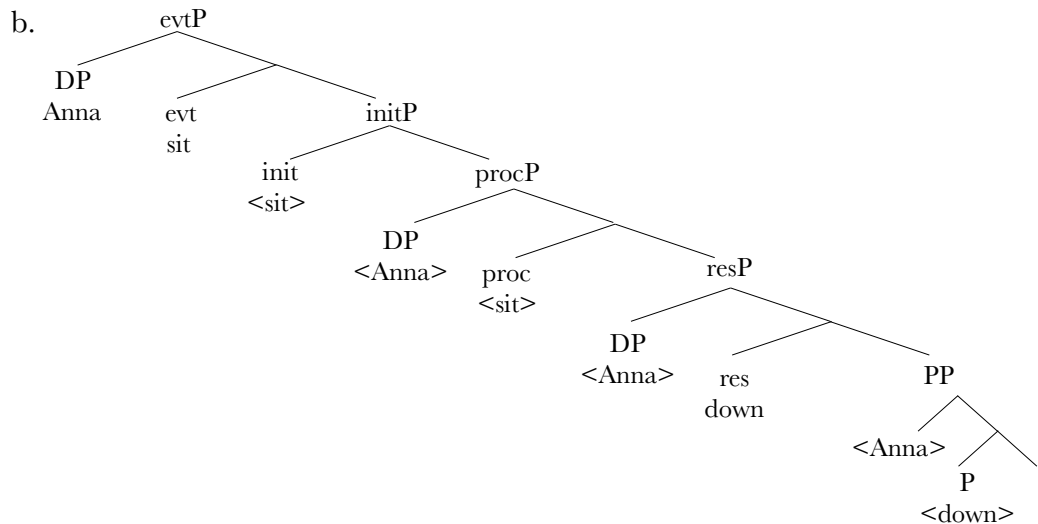 b.
evtP
DP
Anna
evt
sit
initP
init
<sit>
procP
DP
<Anna>
proc
<sit>
resP
DP
<Anna>
res
down
PP
<Anna>
P
<down>